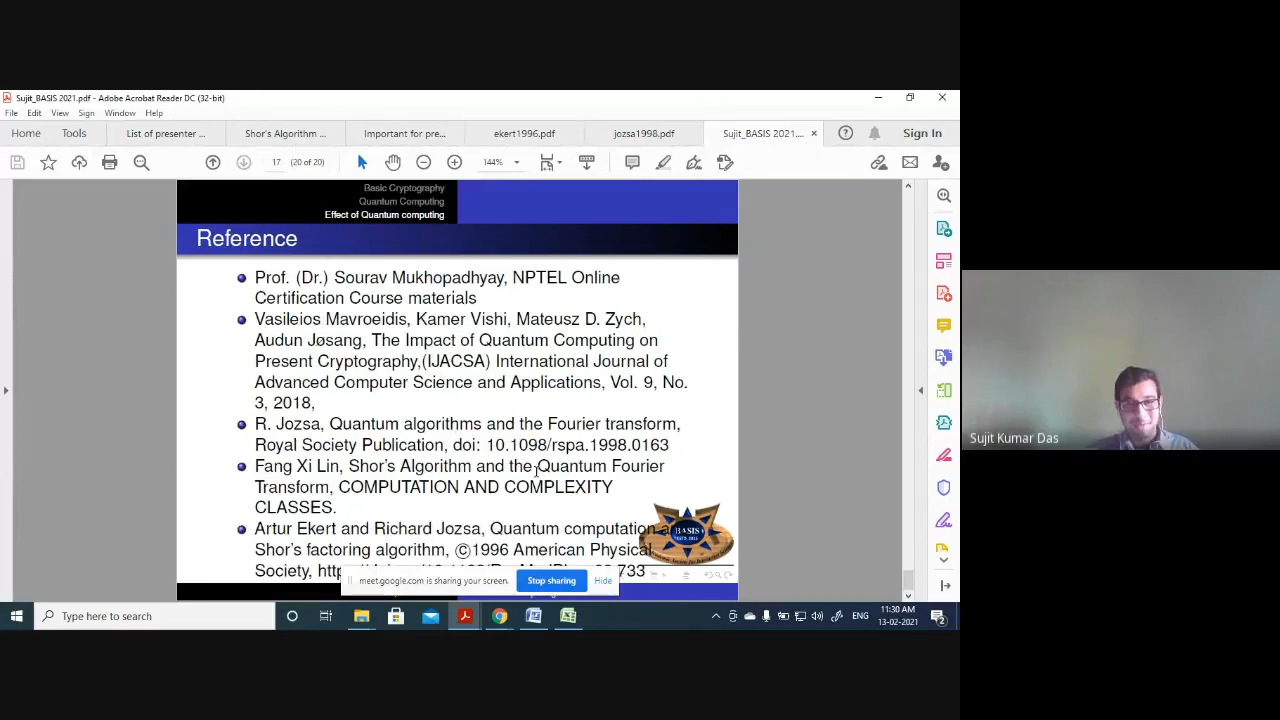 Sujit_BASIS 2021.pdf - Adobe Acrobat Reader DC (32-bit)
File Edit View Sign Window Help
Home Tools List of presenter ... Shor's Algorithm ... Important for pre... ekert1996.pdf jozsa1998.pdf Sujit_BASIS 2021.... × Sign In
17 (20 of 20) 144%
Basic Cryptography
Quantum Computing
Effect of Quantum computing
Reference
Prof. (Dr.) Sourav Mukhopadhyay, NPTEL Online
Certification Course materials
Vasileios Mavroeidis, Kamer Vishi, Mateusz D. Zych,
Audun Jøsang, The Impact of Quantum Computing on
Present Cryptography,(IJACSA) International Journal of
Advanced Computer Science and Applications, Vol. 9, No.
3, 2018,
R. Jozsa, Quantum algorithms and the Fourier transform,
Royal Society Publication, doi: 10.1098/rspa.1998.0163
Fang Xi Lin, Shor's Algorithm and the Quantum Fourier
Transform, COMPUTATION AND COMPLEXITY
CLASSES.
Artur Ekert and Richard Jozsa, Quantum computation
Shor's factoring algorithm, ©1996 American Physical
Society, 733
BASIS
meet.google.com is sharing your screen. Stop sharing Hide
Sujit Kumar Das
Type here to search
ENG
11:30 AM
13-02-2021
2